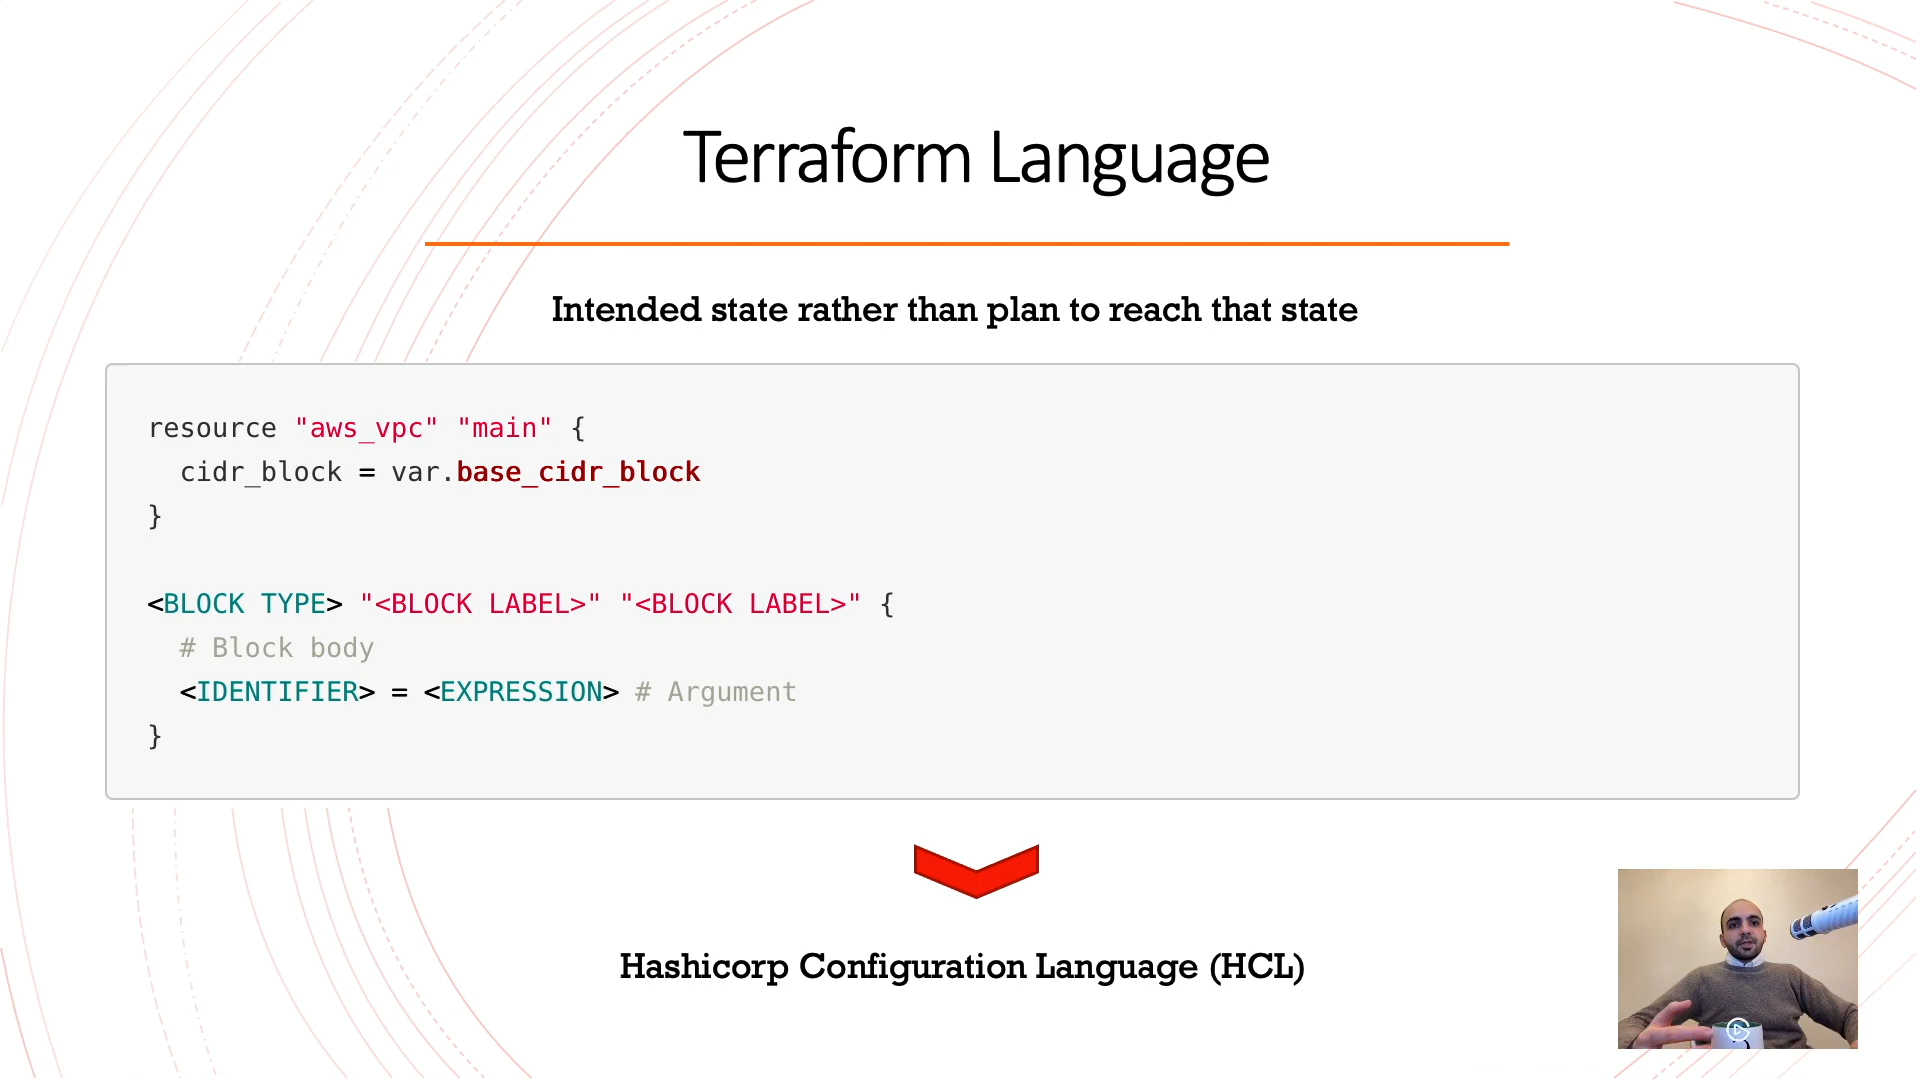 Terraform Language
Intended state rather than plan to reach that state
resource "aws_vpc" "main" {
  cidr_block = var.base_cidr_block
}
<BLOCK TYPE> "<BLOCK LABEL>" "<BLOCK LABEL>" {
  # Block body
  <IDENTIFIER> = <EXPRESSION> # Argument
}
Hashicorp Configuration Language (HCL)